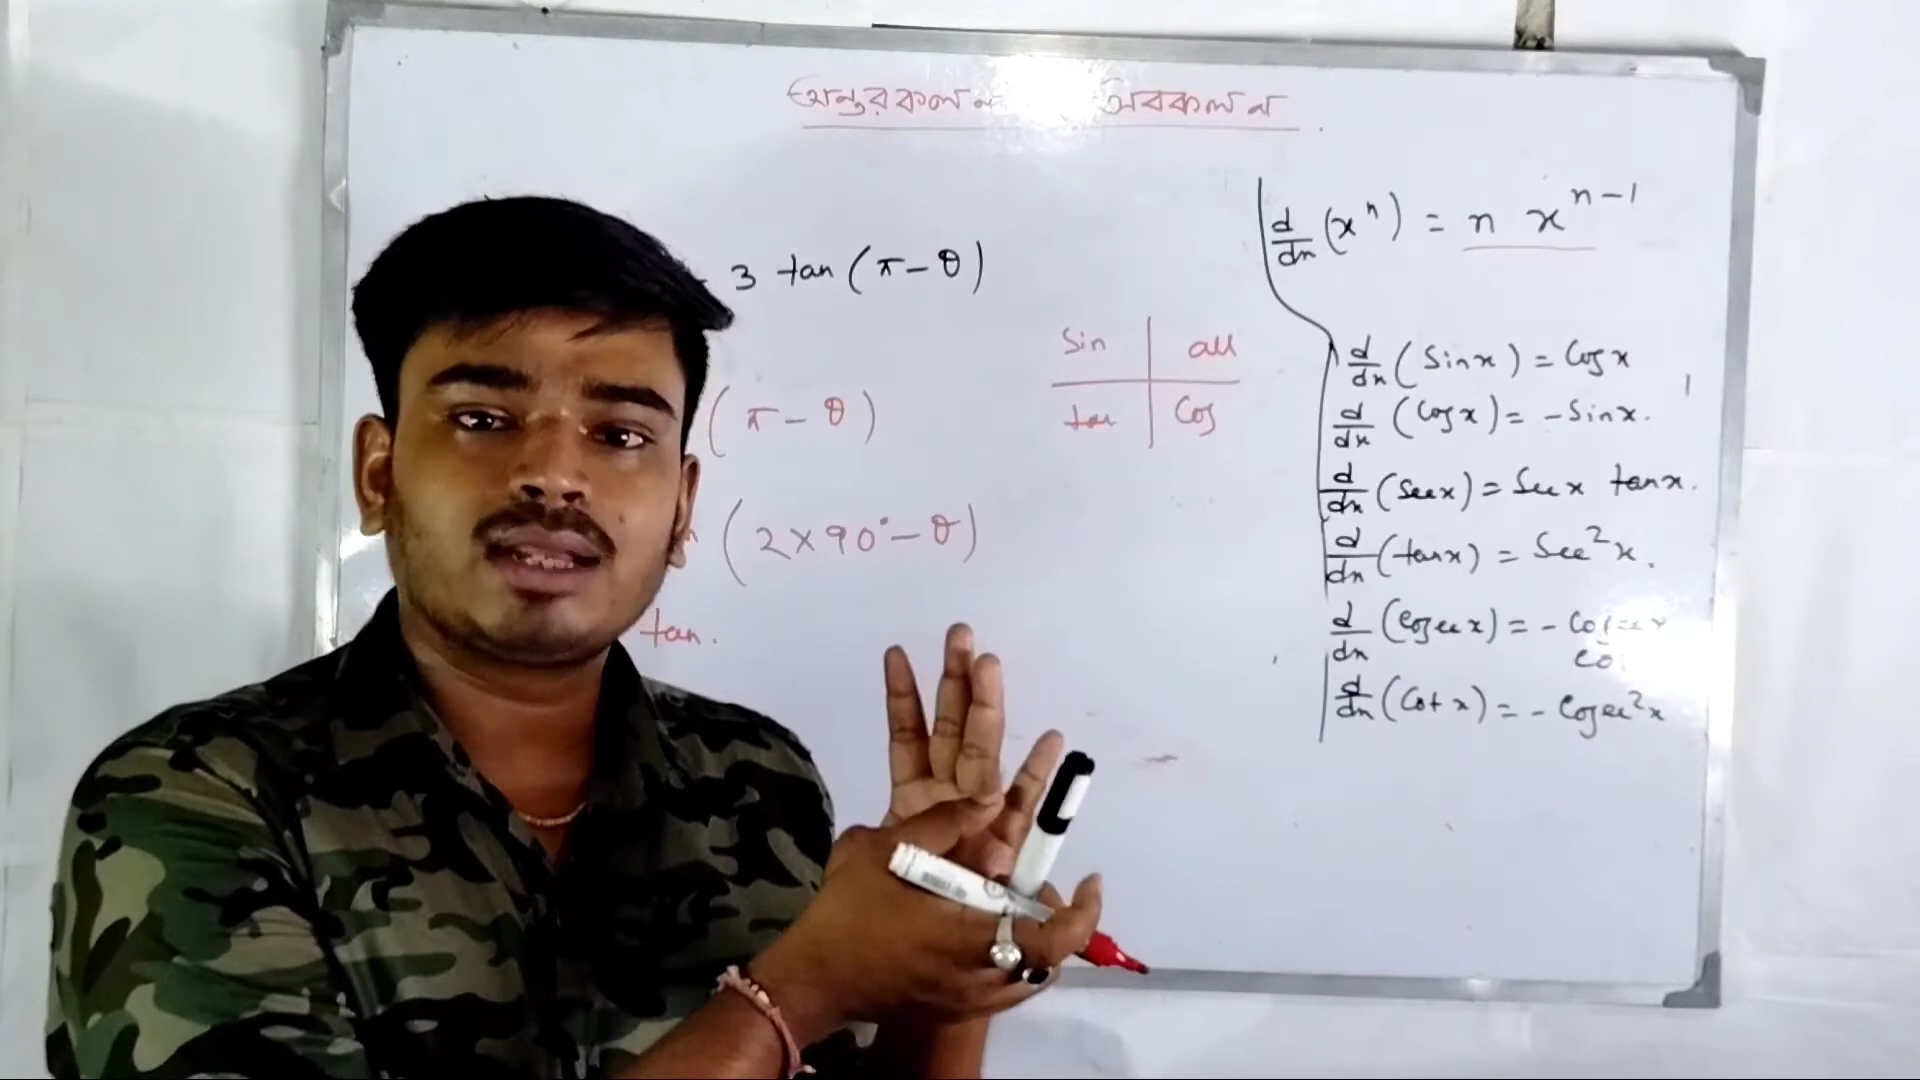 অন্তরকলন অবকলন
3 tan (π - θ)
(π - θ)
(2×90° - θ)
tan.
Sin all
tan Cos
d/dx (xⁿ) = n xⁿ⁻¹
d/dx (Sinx) = Cosx
d/dx (Cosx) = -Sinx.
d/dx (Secx) = Secx tanx.
d/dx (tanx) = Sec²x.
d/dx (Cosecx) = - Cosecx
d/dx (Cotx) = - Cosec²x